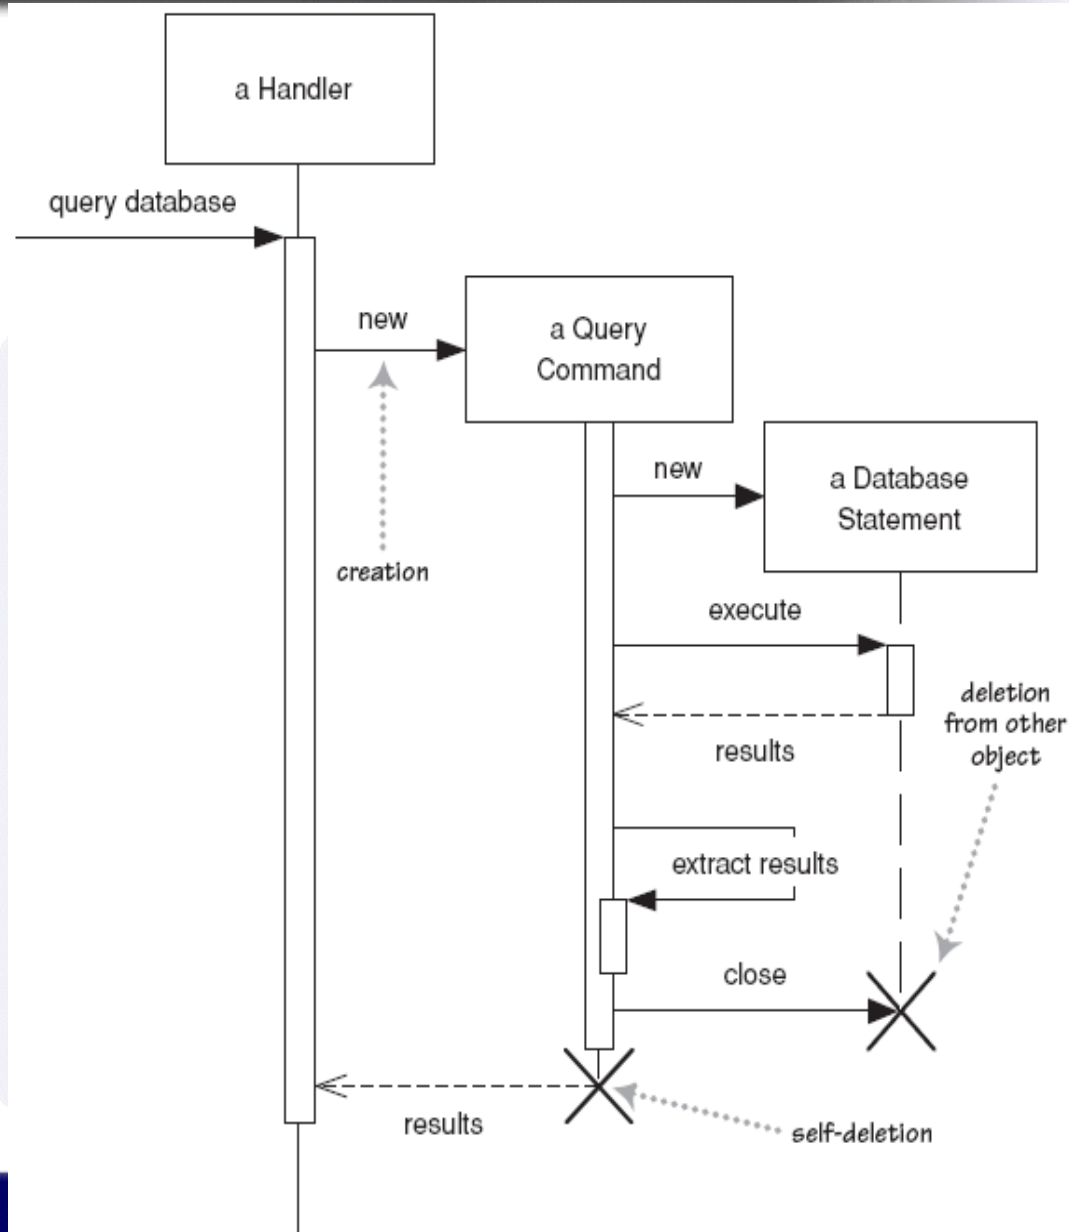 a Handler
query database
new
a Query
Command
new
a Database
Statement
creation
execute
deletion
from other
object
results
extract results
close
results
self-deletion